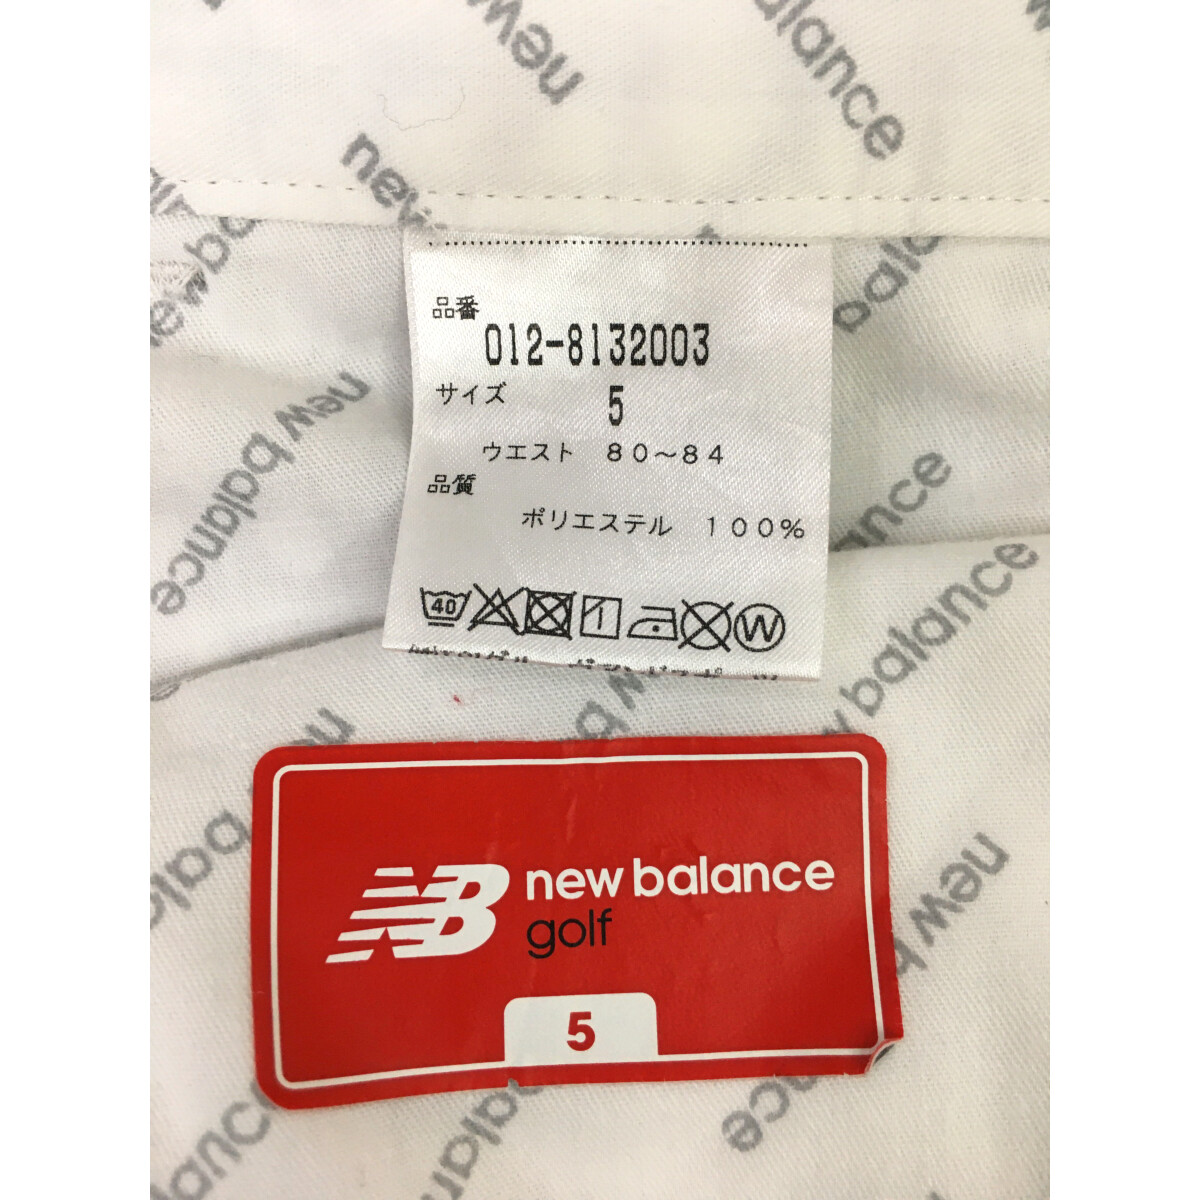 品番
012-8132003
サイズ 5
ウエスト 80～84
品質
ポリエステル 100%
40
W
NB new balance
golf
5
new
balance
new
new balance
balance
balance
balance
new
new
balance